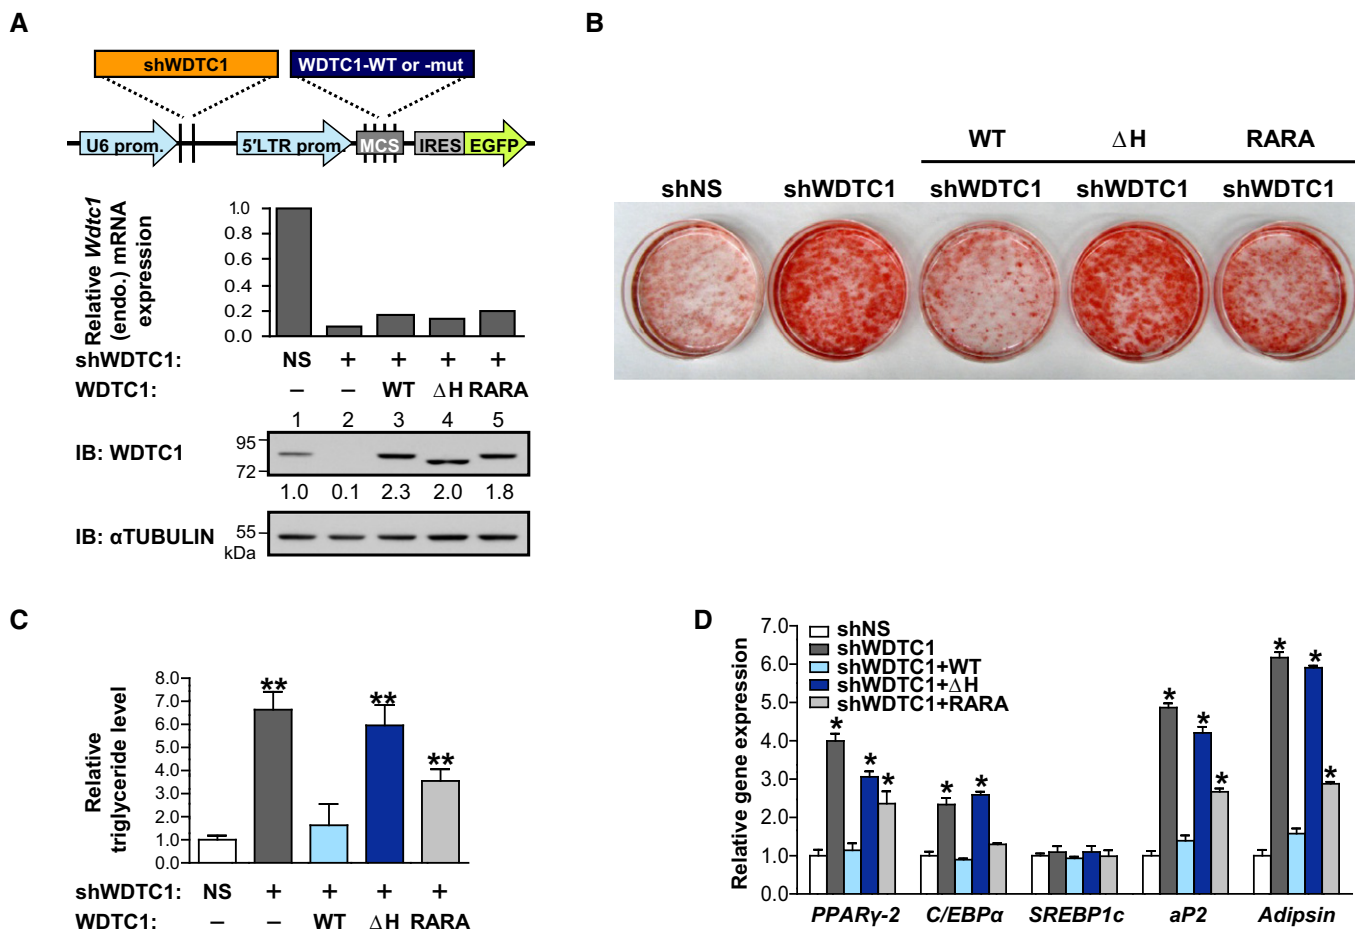 A
shWDTC1
WDTC1-WT or -mut
U6 prom.
5'LTR prom.
MCS
IRES
EGFP
Relative Wdtc1
(endo.) mRNA
expression
1.0
0.8
0.6
0.4
0.2
0.0
shWDTC1: NS + + + +
WDTC1: – – WT ΔH RARA
1 2 3 4 5
IB: WDTC1
95
72
1.0 0.1 2.3 2.0 1.8
IB: αTUBULIN
55
kDa
B
WT ΔH RARA
shNS shWDTC1 shWDTC1 shWDTC1 shWDTC1
C
Relative
triglyceride level
8.0
7.0
6.0
5.0
4.0
3.0
2.0
1.0
0.0
** ** **
shWDTC1: NS + + + +
WDTC1: – – WT ΔH RARA
D
Relative gene expression
7.0
6.0
5.0
4.0
3.0
2.0
1.0
0.0
shNS
shWDTC1
shWDTC1+WT
shWDTC1+ΔH
shWDTC1+RARA
* * * * * * * * * * *
PPARγ-2 C/EBPα SREBP1c aP2 Adipsin